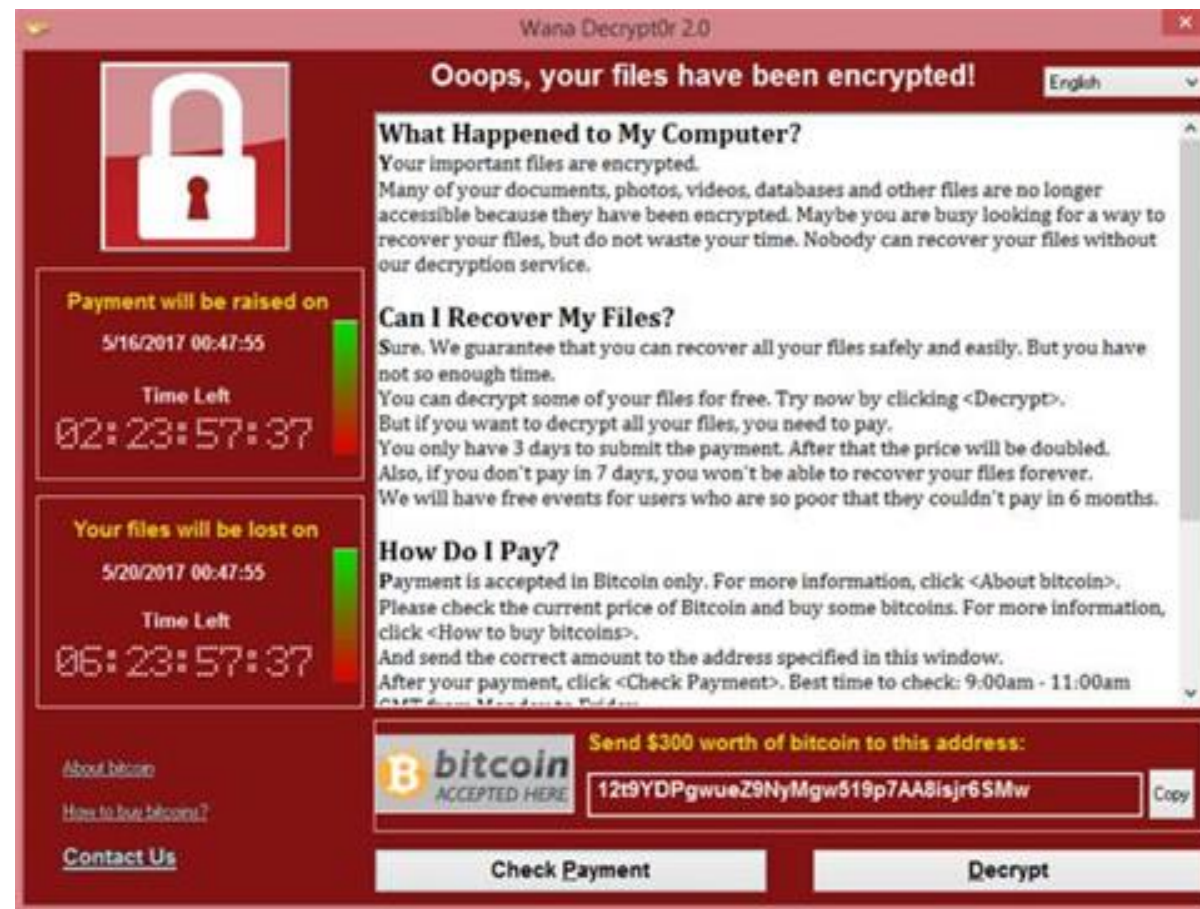 Wana Decrypt0r 2.0
Ooops, your files have been encrypted!
English
Payment will be raised on
5/16/2017 00:47:55
Time Left
02:23:57:37
Your files will be lost on
5/20/2017 00:47:55
Time Left
06:23:57:37
About bitcoin
How to buy bitcoins?
Contact Us
What Happened to My Computer?
Your important files are encrypted.
Many of your documents, photos, videos, databases and other files are no longer
accessible because they have been encrypted. Maybe you are busy looking for a way to
recover your files, but do not waste your time. Nobody can recover your files without
our decryption service.
Can I Recover My Files?
Sure. We guarantee that you can recover all your files safely and easily. But you have
not so enough time.
You can decrypt some of your files for free. Try now by clicking <Decrypt>.
But if you want to decrypt all your files, you need to pay.
You only have 3 days to submit the payment. After that the price will be doubled.
Also, if you don't pay in 7 days, you won't be able to recover your files forever.
We will have free events for users who are so poor that they couldn't pay in 6 months.
How Do I Pay?
Payment is accepted in Bitcoin only. For more information, click <About bitcoin>.
Please check the current price of Bitcoin and buy some bitcoins. For more information,
click <How to buy bitcoins>.
And send the correct amount to the address specified in this window.
After your payment, click <Check Payment>. Best time to check: 9:00am - 11:00am
GMT from Monday to Friday
bitcoin
ACCEPTED HERE
Send $300 worth of bitcoin to this address:
12t9YDPgwueZ9NyMgw519p7AA8isjr6SMw
Copy
Check Payment
Decrypt